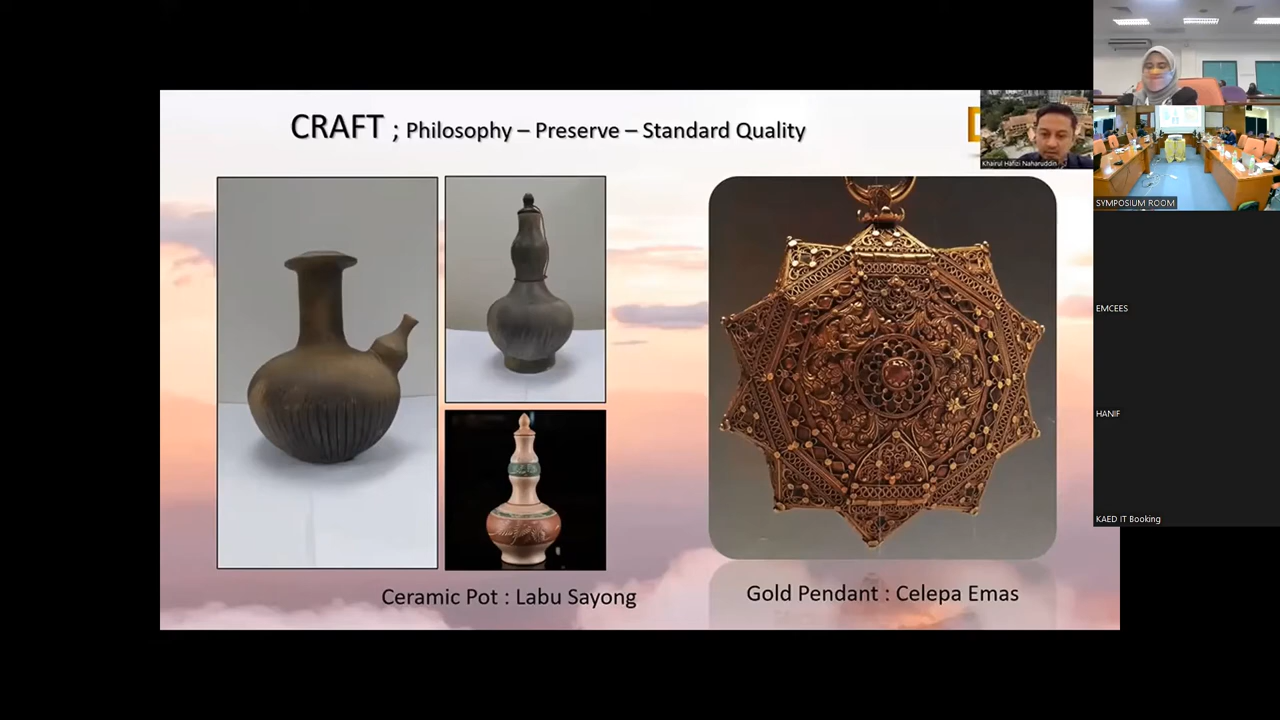 CRAFT ; Philosophy – Preserve – Standard Quality
Khairul Hafizi Naharuddin
SYMPOSIUM ROOM
EMCEES
HANIF
KAED IT Booking
Ceramic Pot : Labu Sayong
Gold Pendant : Celepa Emas